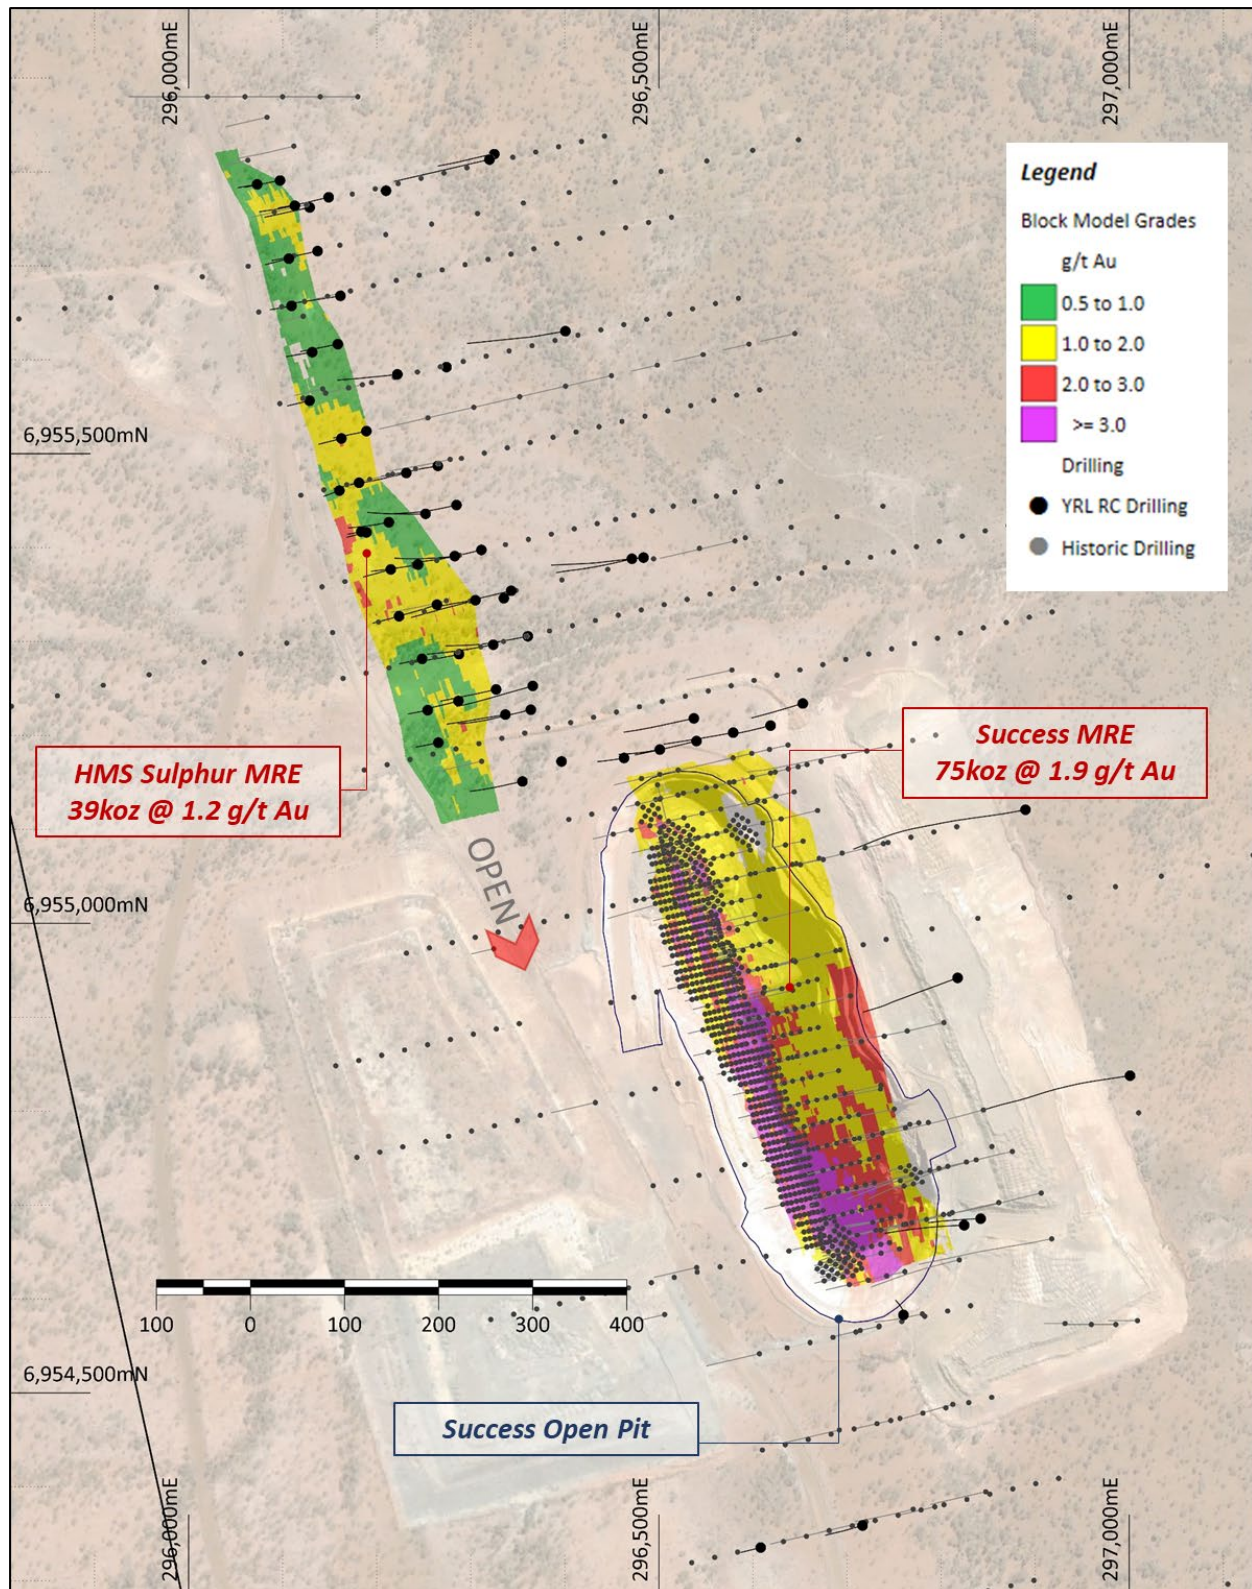 296,000mE
296,500mE
297,000mE
Legend
Block Model Grades
g/t Au
0.5 to 1.0
1.0 to 2.0
2.0 to 3.0
>= 3.0
Drilling
YRL RC Drilling
Historic Drilling
6,955,500mN
HMS Sulphur MRE
39koz @ 1.2 g/t Au
Success MRE
75koz @ 1.9 g/t Au
OPEN
6,955,000mN
100 0 100 200 300 400
6,954,500mN
Success Open Pit
296,000mE
296,500mE
297,000mE